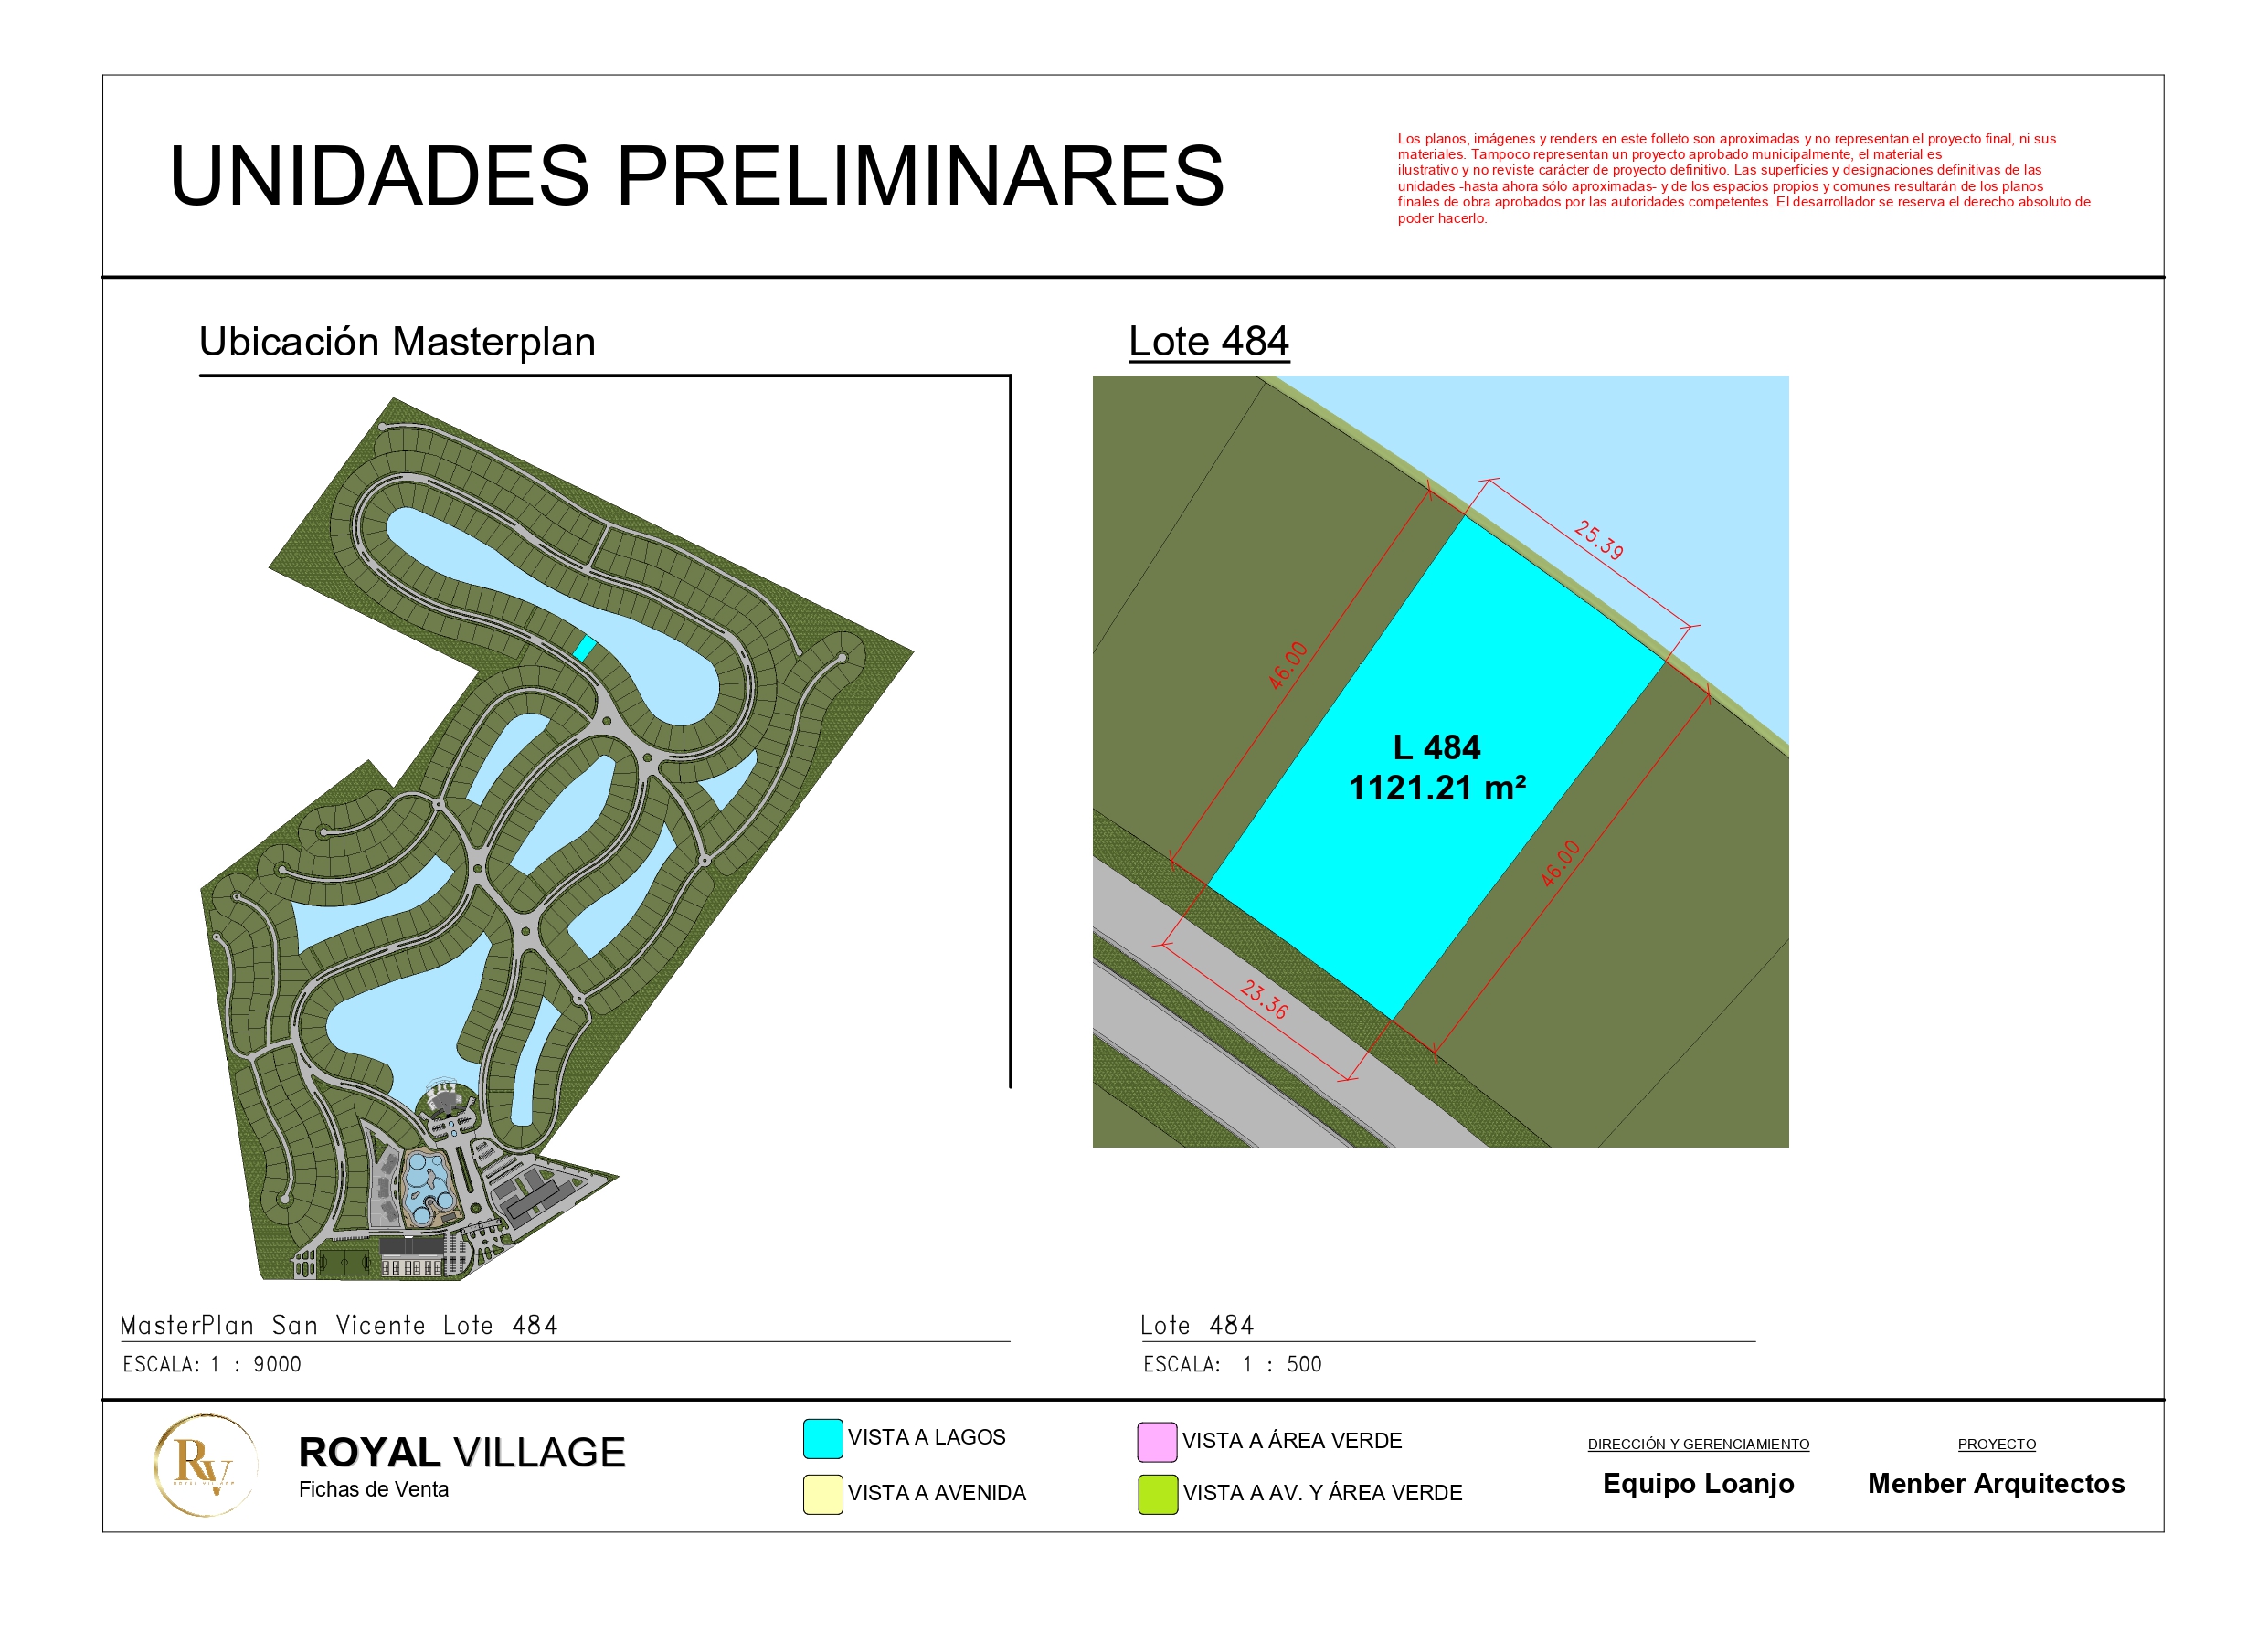 UNIDADES PRELIMINARES
Los planos, imágenes y renders en este folleto son aproximadas y no representan el proyecto final, ni sus
materiales. Tampoco representan un proyecto aprobado municipalmente, el material es
ilustrativo y no reviste carácter de proyecto definitivo. Las superficies y designaciones definitivas de las
unidades -hasta ahora sólo aproximadas- y de los espacios propios y comunes resultarán de los planos
finales de obra aprobados por las autoridades competentes. El desarrollador se reserva el derecho absoluto de
poder hacerlo.
Ubicación Masterplan
Lote 484
25.39
46.00
L 484
1121.21 m²
46.00
23.36
MasterPlan San Vicente Lote 484
ESCALA: 1 : 9000
Lote 484
ESCALA: 1 : 500
RV
ROYAL VILLAGE
ROYAL VILLAGE
Fichas de Venta
VISTA A LAGOS
VISTA A AVENIDA
VISTA A ÁREA VERDE
VISTA A AV. Y ÁREA VERDE
DIRECCIÓN Y GERENCIAMIENTO
Equipo Loanjo
PROYECTO
Menber Arquitectos